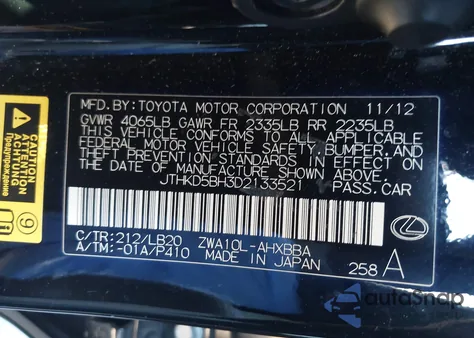 MFD. BY: TOYOTA MOTOR CORPORATION 11/12
GVWR 4065LB GAWR FR 2335LB RR 2235LB
THIS VEHICLE CONFORMS TO ALL APPLICABLE
FEDERAL MOTOR VEHICLE SAFETY, BUMPER, AND
THEFT PREVENTION STANDARDS IN EFFECT ON
THE DATE OF MANUFACTURE SHOWN ABOVE.
JTHKD5BH3D2133521 PASS.CAR
C/TR:212/LB20 ZWA10L-AHXBBA
A/TM:-01A/P410 MADE IN JAPAN 258 A
9
autoSnap